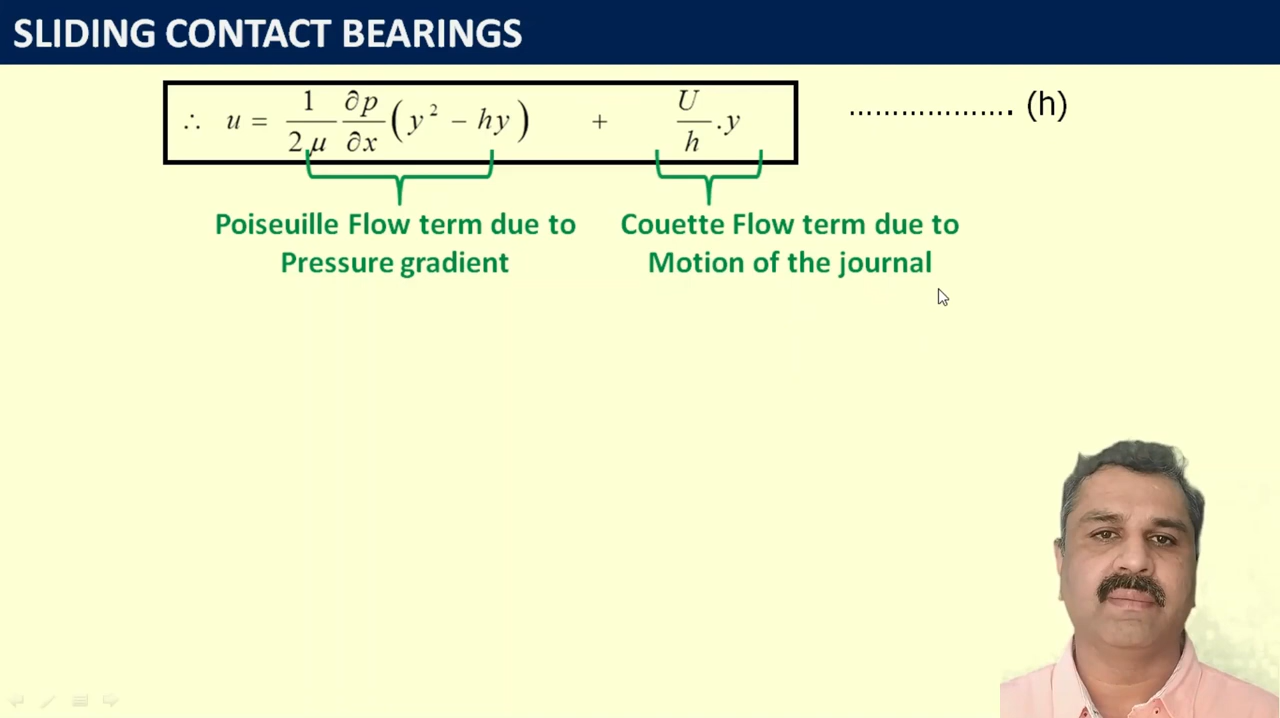 SLIDING CONTACT BEARINGS
∴ u = 1/2μ ∂p/∂x (y² − hy) + U/h .y ………………. (h)
Poiseuille Flow term due to
Pressure gradient
Couette Flow term due to
Motion of the journal